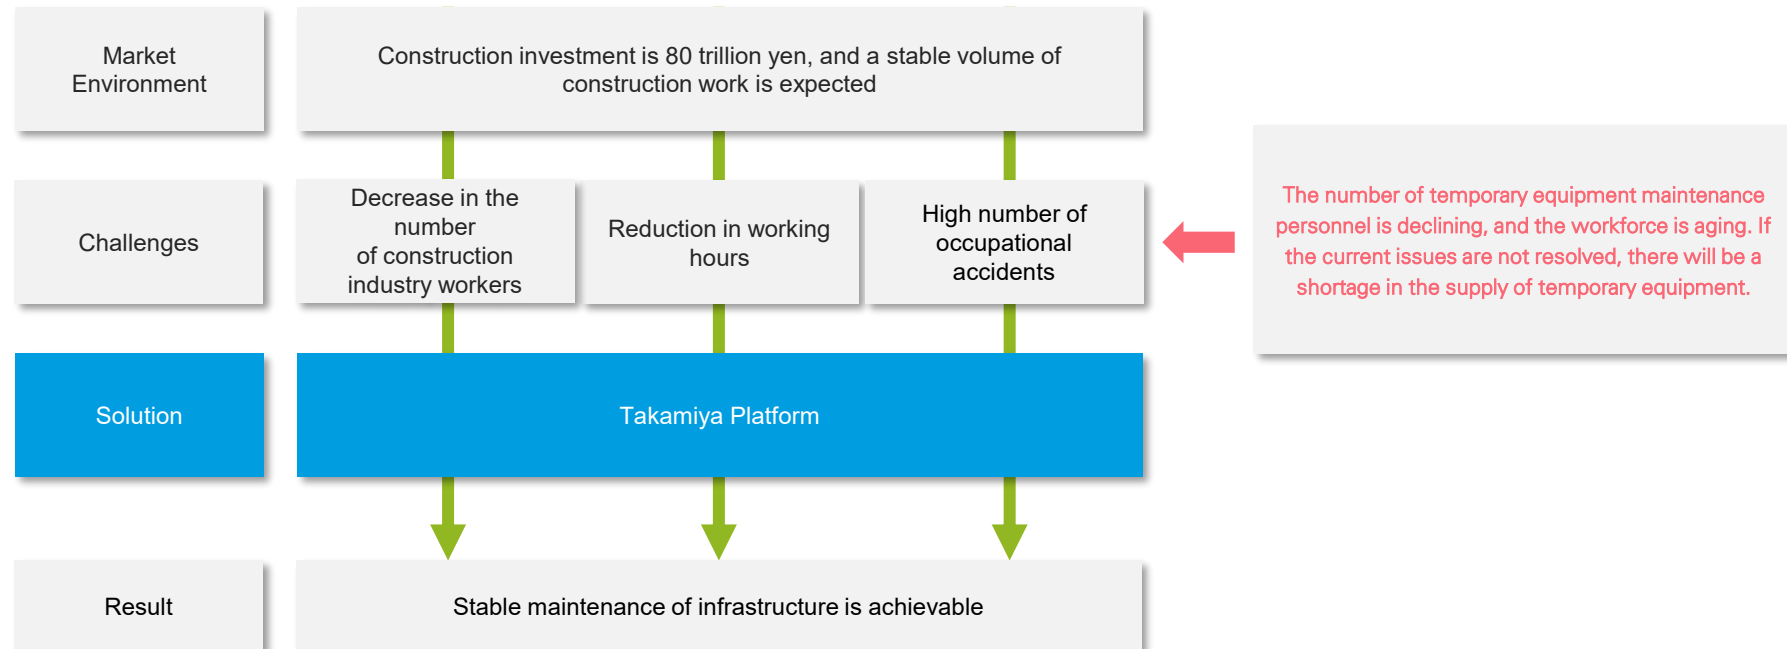 Market
Environment
Construction investment is 80 trillion yen, and a stable volume of
construction work is expected
Challenges
Decrease in the
number
of construction
industry workers
Reduction in working
hours
High number of
occupational
accidents
The number of temporary equipment maintenance
personnel is declining, and the workforce is aging. If
the current issues are not resolved, there will be a
shortage in the supply of temporary equipment.
Solution
Takamiya Platform
Result
Stable maintenance of infrastructure is achievable